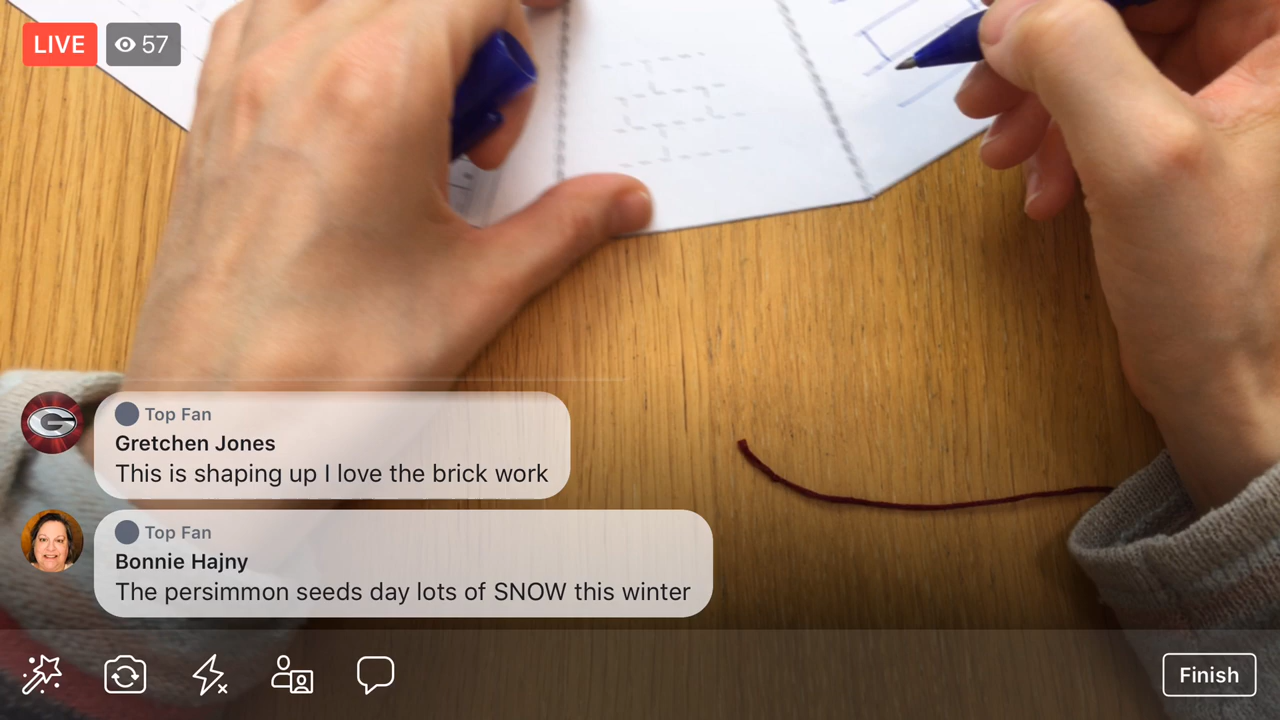 LIVE 57
Top Fan
Gretchen Jones
This is shaping up I love the brick work
Top Fan
Bonnie Hajny
The persimmon seeds day lots of SNOW this winter
Finish